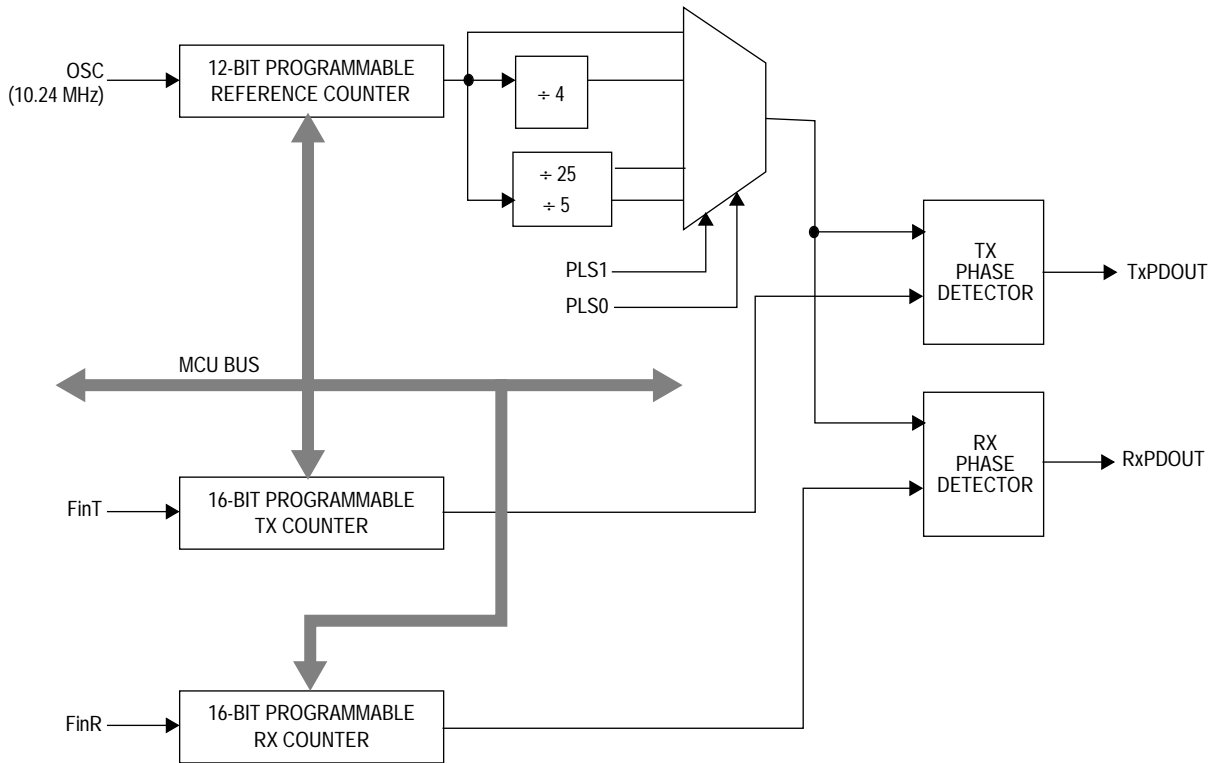 OSC
(10.24 MHz)
12-BIT PROGRAMMABLE
REFERENCE COUNTER
÷ 4
÷ 25
÷ 5
PLS1
PLS0
TX
PHASE
DETECTOR
TxPDOUT
MCU BUS
RX
PHASE
DETECTOR
RxPDOUT
FinT
16-BIT PROGRAMMABLE
TX COUNTER
FinR
16-BIT PROGRAMMABLE
RX COUNTER